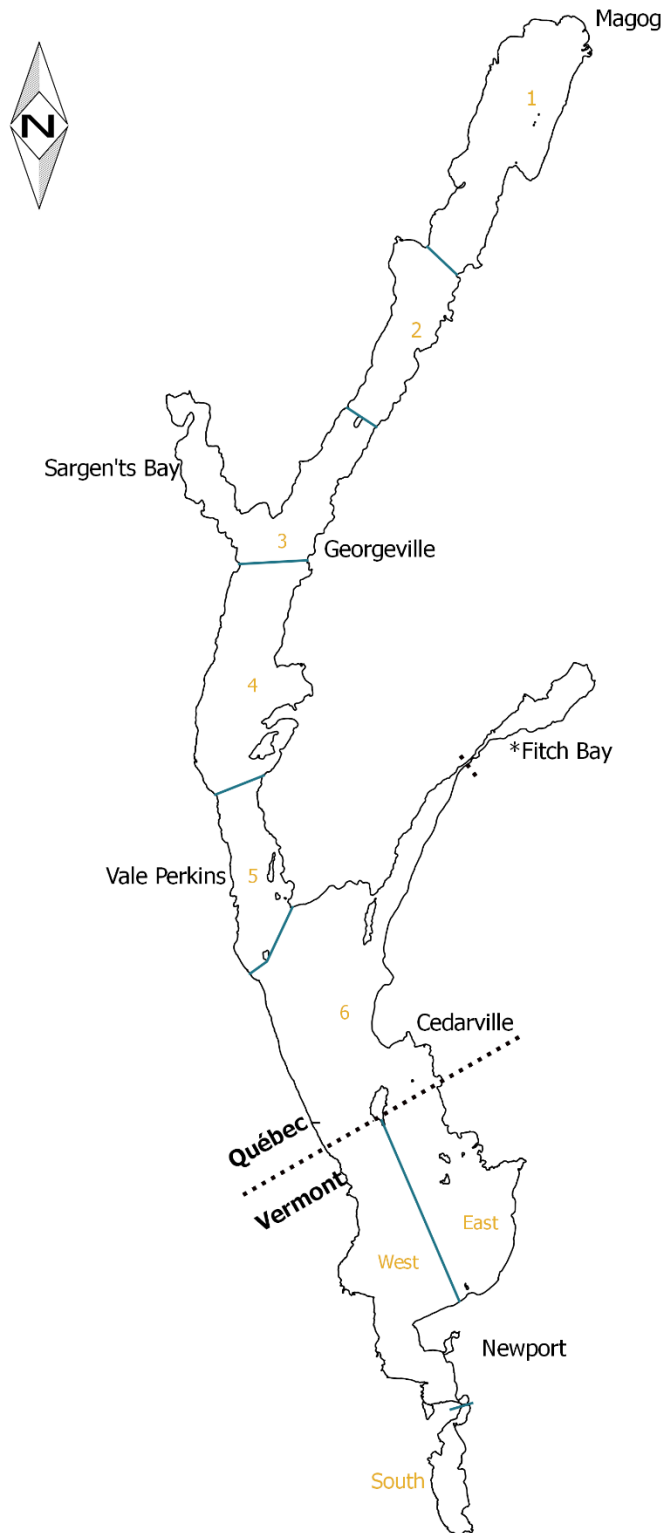 Magog
N
1
2
Sargen'ts Bay
3
Georgeville
4
*Fitch Bay
Vale Perkins
5
6
Cedarville
Québec
Vermont
East
West
Newport
South